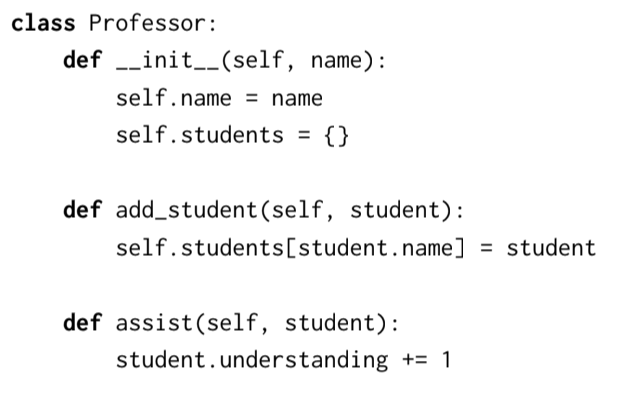 class Professor:
    def __init__(self, name):
        self.name = name
        self.students = {}

    def add_student(self, student):
        self.students[student.name] = student

    def assist(self, student):
        student.understanding += 1